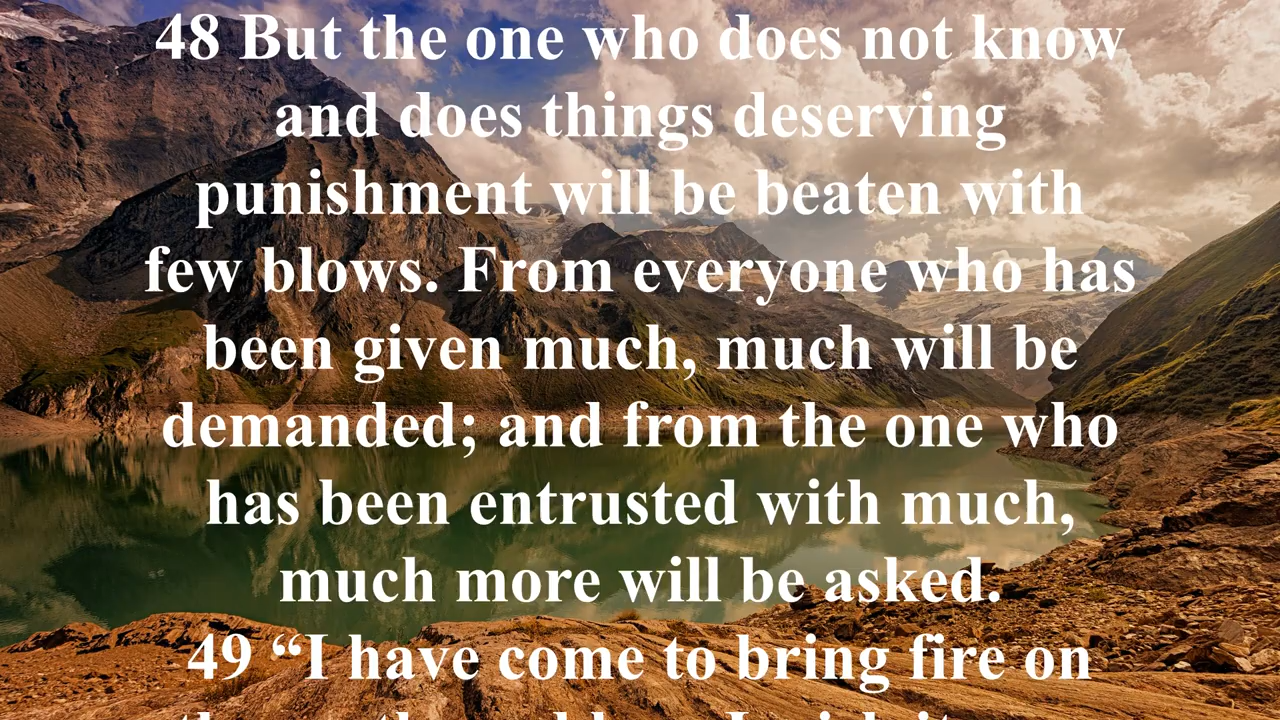 48 But the one who does not know
and does things deserving
punishment will be beaten with
few blows. From everyone who has
been given much, much will be
demanded; and from the one who
has been entrusted with much,
much more will be asked.
49 “I have come to bring fire on